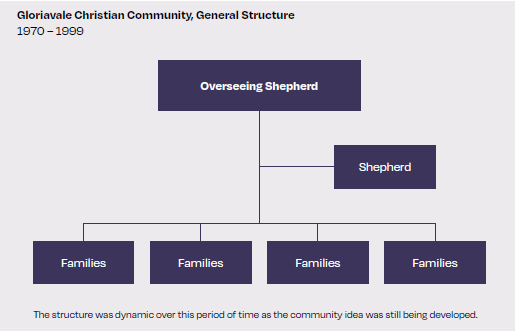 Gloriavale Christian Community, General Structure
1970 – 1999
Overseeing Shepherd
Shepherd
Families
Families
Families
Families
The structure was dynamic over this period of time as the community idea was still being developed.